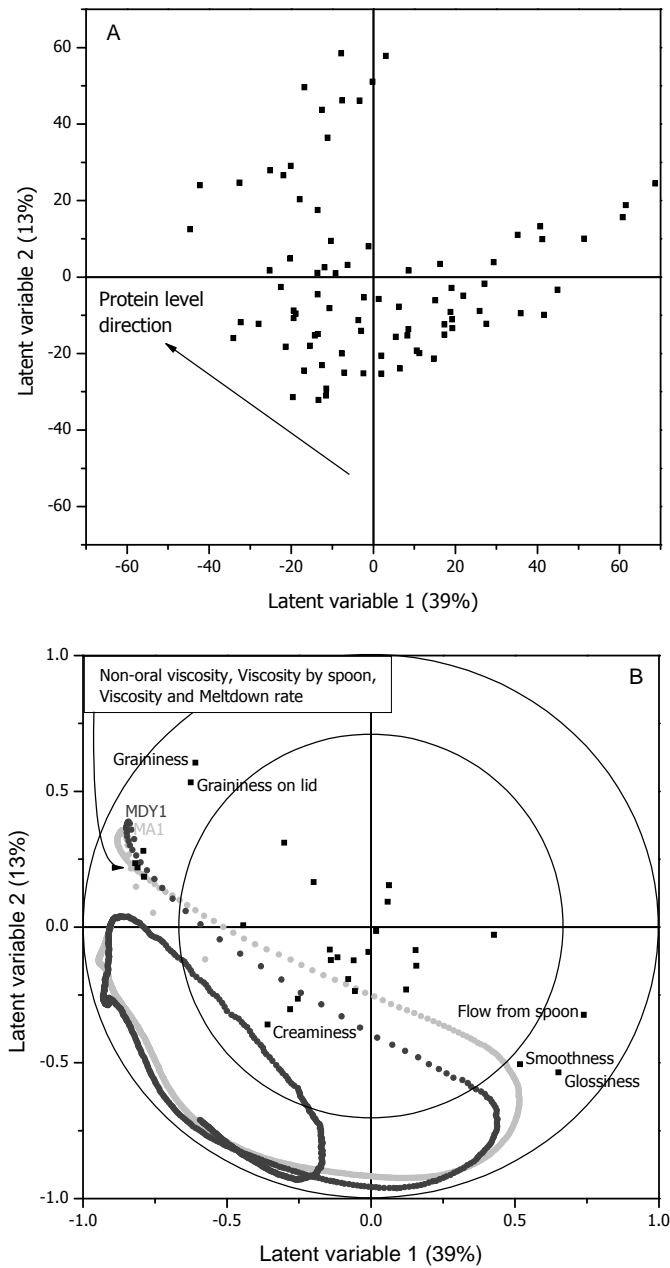 A
60
40
20
0
-20
-40
-60
Latent variable 2 (13%)
Protein level
direction
-60 -40 -20 0 20 40 60
Latent variable 1 (39%)
B
1.0
0.5
0.0
-0.5
-1.0
Latent variable 2 (13%)
Non-oral viscosity, Viscosity by spoon,
Viscosity and Meltdown rate
Graininess
Graininess on lid
MDY1
MA1
Flow from spoon
Creaminess
Smoothness
Glossiness
-1.0 -0.5 0.0 0.5 1.0
Latent variable 1 (39%)